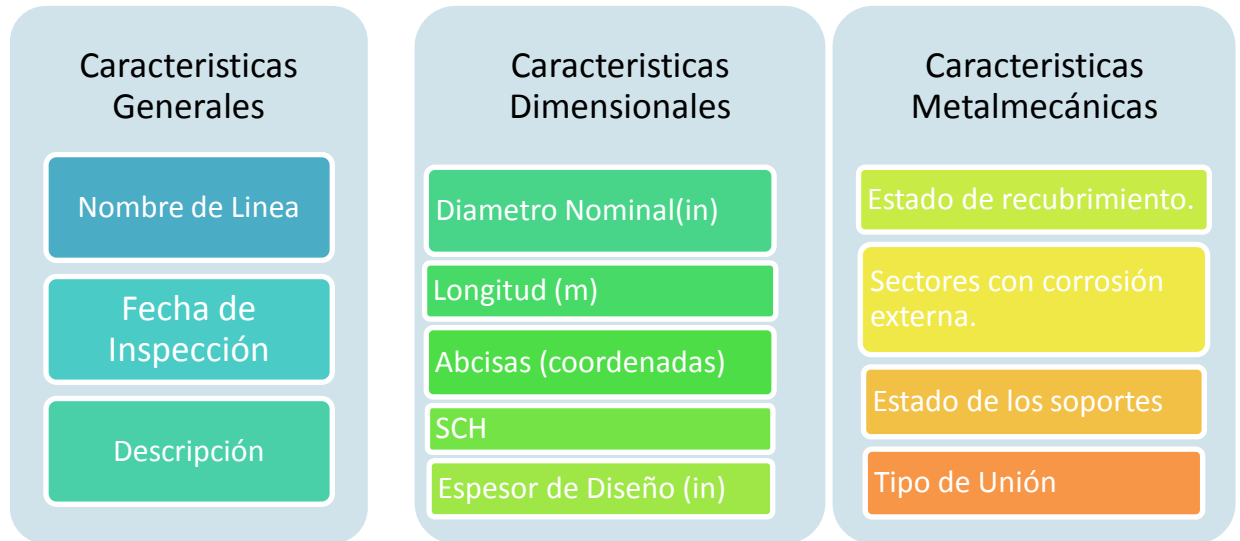 Caracteristicas
Generales
Nombre de Linea
Fecha de
Inspección
Descripción
Caracteristicas
Dimensionales
Diametro Nominal(in)
Longitud (m)
Abcisas (coordenadas)
SCH
Espesor de Diseño (in)
Caracteristicas
Metalmecánicas
Estado de recubrimiento.
Sectores con corrosión
externa.
Estado de los soportes
Tipo de Unión